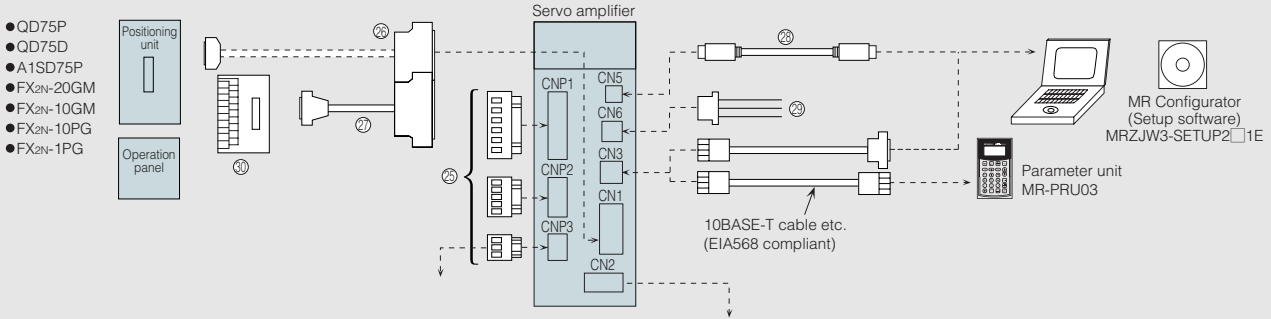 ●QD75P
●QD75D
●A1SD75P
●FX2N-20GM
●FX2N-10GM
●FX2N-10PG
●FX2N-1PG
Positioning
unit
Operation
panel
㉚
㉖
㉗
㉕
Servo amplifier
CNP1
CNP2
CNP3
CN5
CN6
CN3
CN1
CN2
㉘
㉙
10BASE-T cable etc.
(EIA568 compliant)
MR Configurator
(Setup software)
MRZJW3-SETUP2□1E
Parameter unit
MR-PRU03